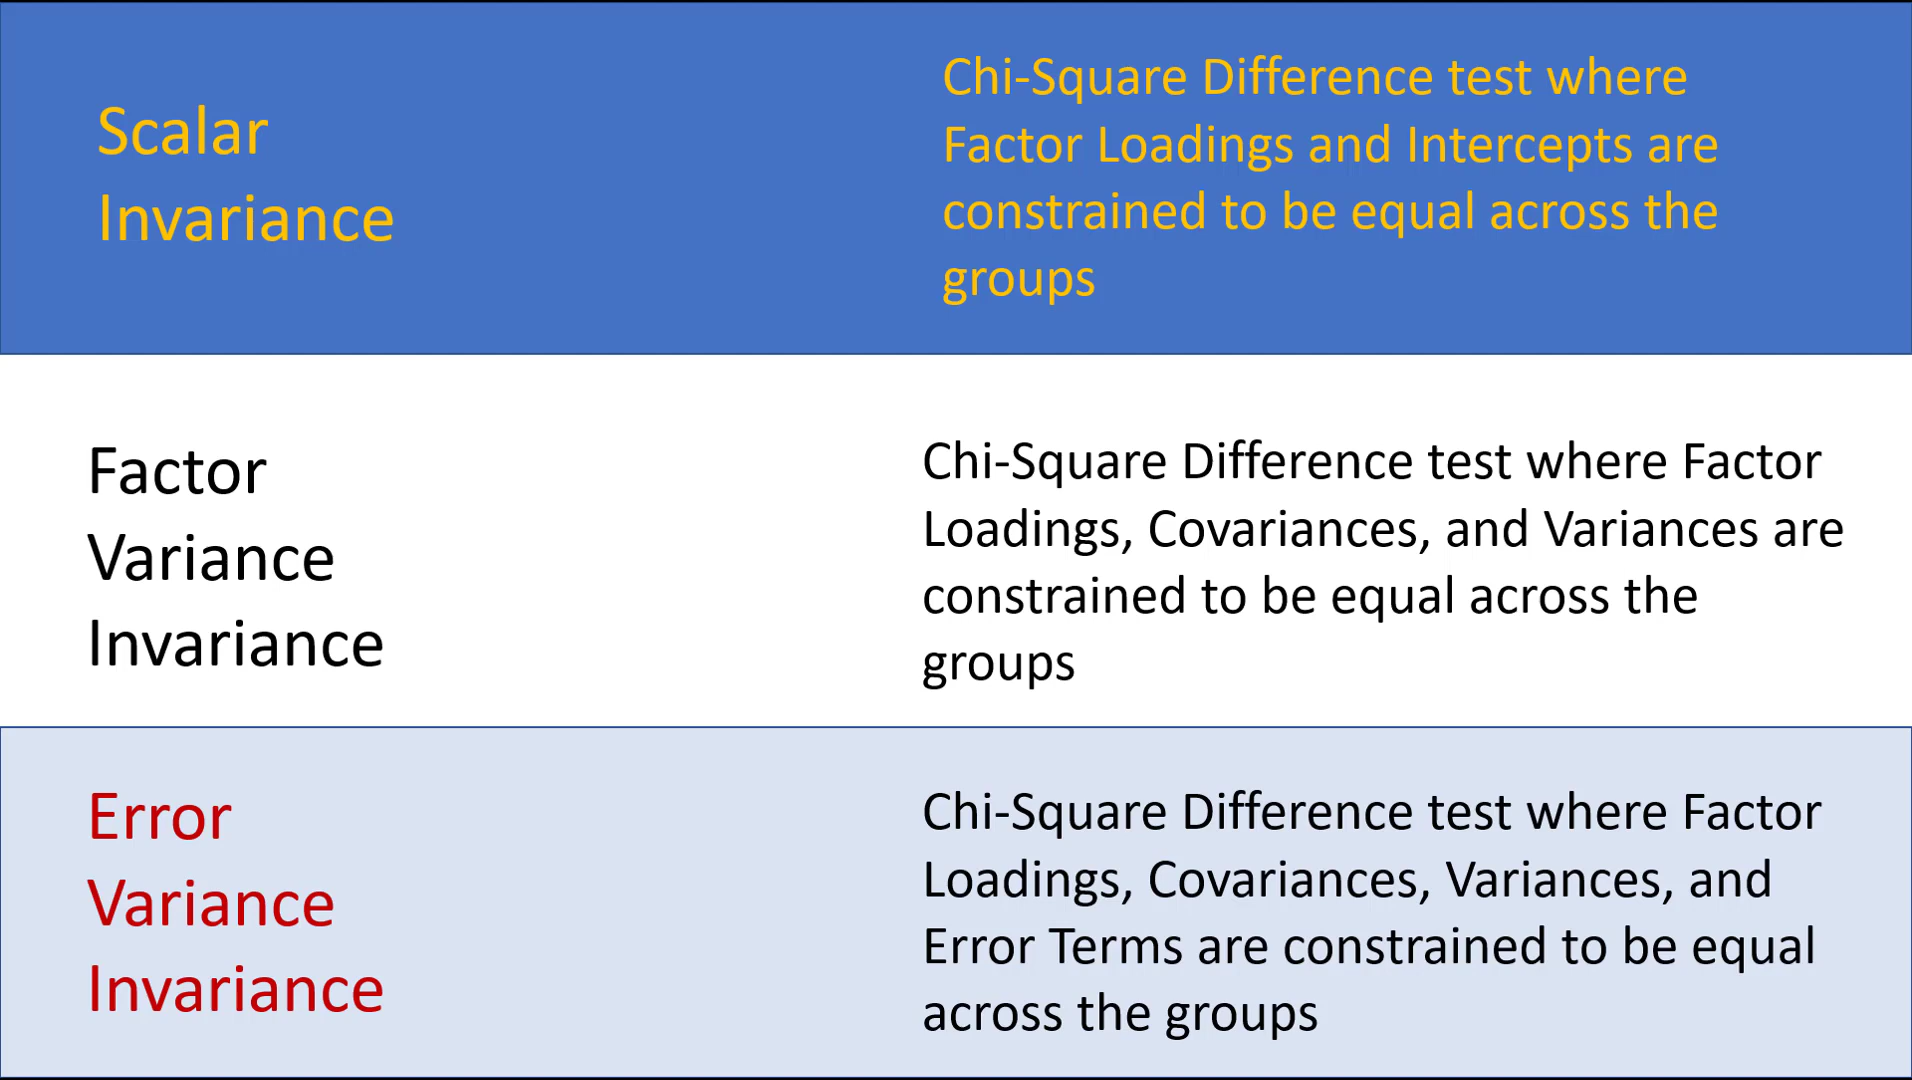 Scalar
Invariance
Chi-Square Difference test where
Factor Loadings and Intercepts are
constrained to be equal across the
groups
Factor
Variance
Invariance
Chi-Square Difference test where Factor
Loadings, Covariances, and Variances are
constrained to be equal across the
groups
Error
Variance
Invariance
Chi-Square Difference test where Factor
Loadings, Covariances, Variances, and
Error Terms are constrained to be equal
across the groups